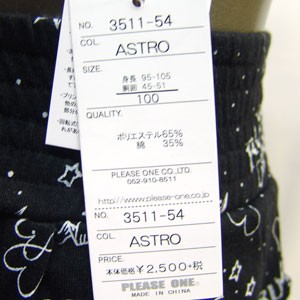 NO. 3511-54
COL. ASTRO
SIZE.
身長 95-105
胴囲 45-51
100
QUALITY.
ポリエステル65%
綿 35%
PLEASE ONE CO.,LTD.
052-910-8511
http://www.please-one.co.jp
NO. 3511-54
COL. ASTRO
PRICE.
本体価格 ¥2,500+税
PLEASE ONE.
MADE IN CHINA